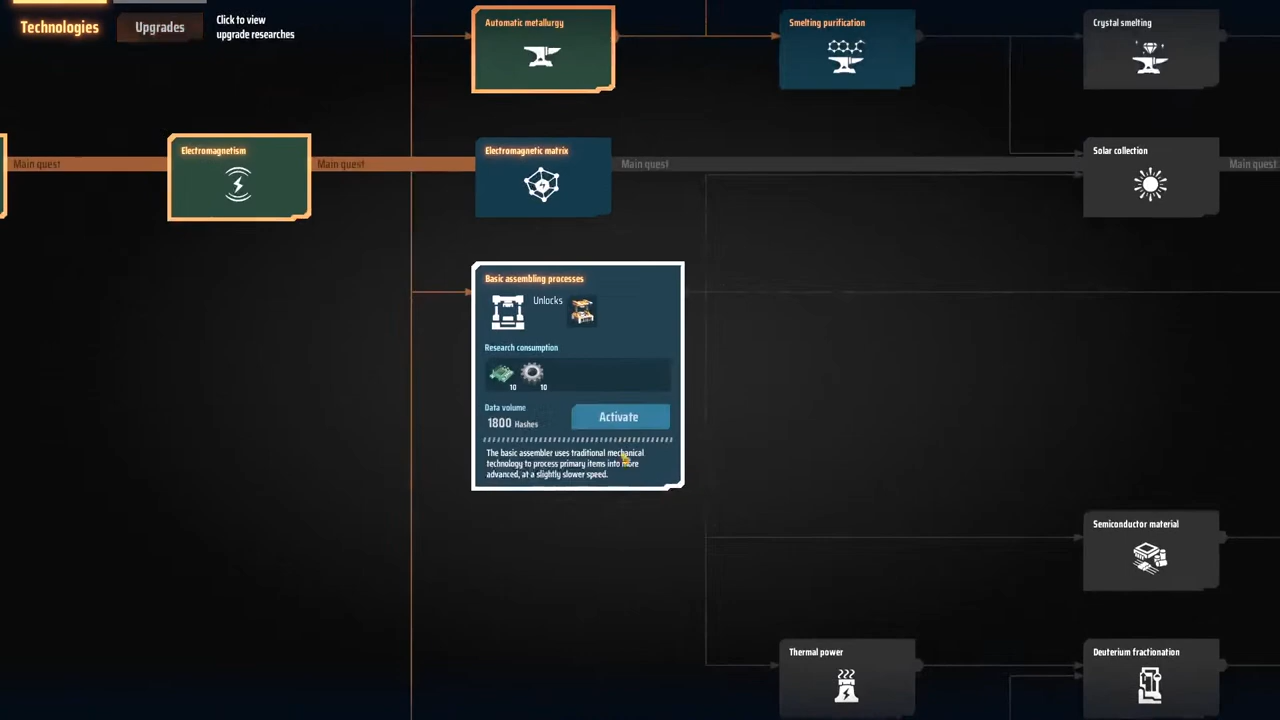 Technologies
Upgrades
Click to view
upgrade researches
Automatic metallurgy
Smelting purification
Crystal smelting
Main quest
Electromagnetism
Main quest
Electromagnetic matrix
Main quest
Solar collection
Main quest
Basic assembling processes
Unlocks
Research consumption
10
10
Data volume
1800 Hashes
Activate
The basic assembler uses traditional mechanical
technology to process primary items into more
advanced, at a slightly slower speed.
Semiconductor material
Thermal power
Deuterium fractionation